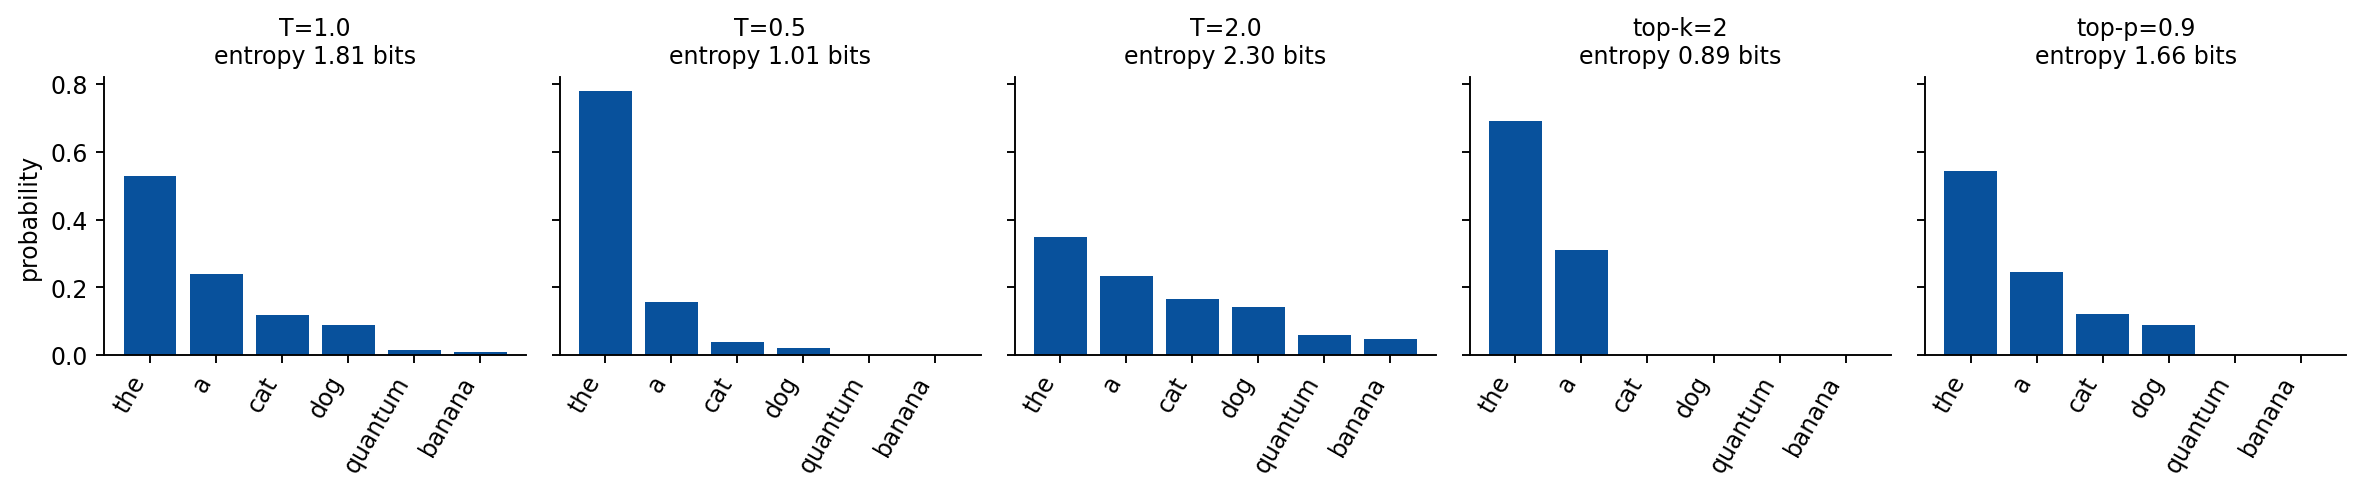 T=1.0
entropy 1.81 bits
T=0.5
entropy 1.01 bits
T=2.0
entropy 2.30 bits
top-k=2
entropy 0.89 bits
top-p=0.9
entropy 1.66 bits
probability
0.8
0.6
0.4
0.2
0.0
the
a
cat
dog
quantum
banana
the
a
cat
dog
quantum
banana
the
a
cat
dog
quantum
banana
the
a
cat
dog
quantum
banana
the
a
cat
dog
quantum
banana